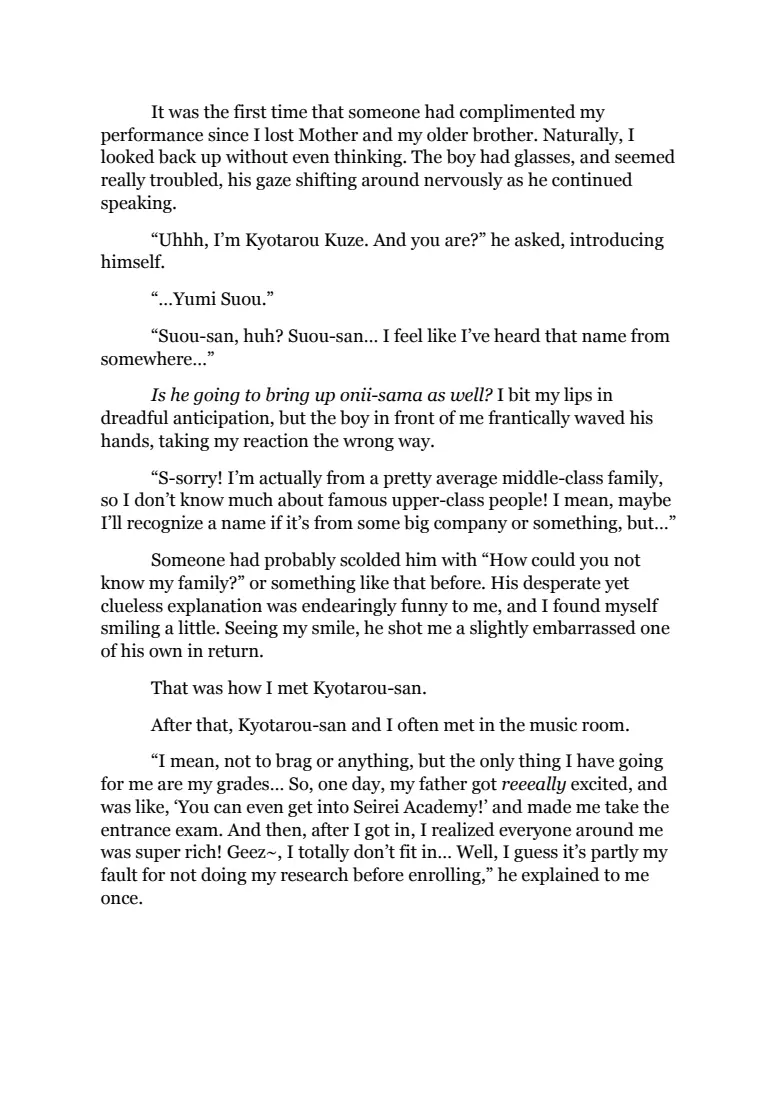 It was the first time that someone had complimented my
performance since I lost Mother and my older brother. Naturally, I
looked back up without even thinking. The boy had glasses, and seemed
really troubled, his gaze shifting around nervously as he continued
speaking.
“Uhhh, I’m Kyotarou Kuze. And you are?” he asked, introducing
himself.
“…Yumi Suou.”
“Suou-san, huh? Suou-san… I feel like I’ve heard that name from
somewhere…”
Is he going to bring up onii-sama as well? I bit my lips in
dreadful anticipation, but the boy in front of me frantically waved his
hands, taking my reaction the wrong way.
“S-sorry! I’m actually from a pretty average middle-class family,
so I don’t know much about famous upper-class people! I mean, maybe
I’ll recognize a name if it’s from some big company or something, but…”
Someone had probably scolded him with “How could you not
know my family?” or something like that before. His desperate yet
clueless explanation was endearingly funny to me, and I found myself
smiling a little. Seeing my smile, he shot me a slightly embarrassed one
of his own in return.
That was how I met Kyotarou-san.
After that, Kyotarou-san and I often met in the music room.
“I mean, not to brag or anything, but the only thing I have going
for me are my grades… So, one day, my father got reeeally excited, and
was like, ‘You can even get into Seirei Academy!’ and made me take the
entrance exam. And then, after I got in, I realized everyone around me
was super rich! Geez~, I totally don’t fit in… Well, I guess it’s partly my
fault for not doing my research before enrolling,” he explained to me
once.